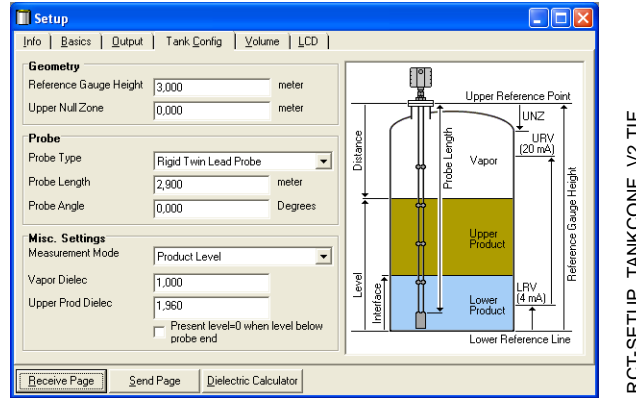 Setup
Info Basics Output Tank Config Volume LCD
Geometry
Reference Gauge Height 3,000 meter
Upper Null Zone 0,000 meter
Probe
Probe Type Rigid Twin Lead Probe
Probe Length 2,900 meter
Probe Angle 0,000 Degrees
Misc. Settings
Measurement Mode Product Level
Vapor Dielec 1,000
Upper Prod Dielec 1,960
Present level=0 when level below
probe end
Receive Page Send Page Dielectric Calculator
Upper Reference Point
UNZ
URV
(20 mA)
Distance
Probe Length
Vapor
Reference Gauge Height
Upper
Product
Level
Interface
Lower
Product
LRV
(4 mA)
Lower Reference Line
RCT-SETUP_TANKCONF_V2.TIF